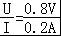 U/I = 0.8V/0.2A